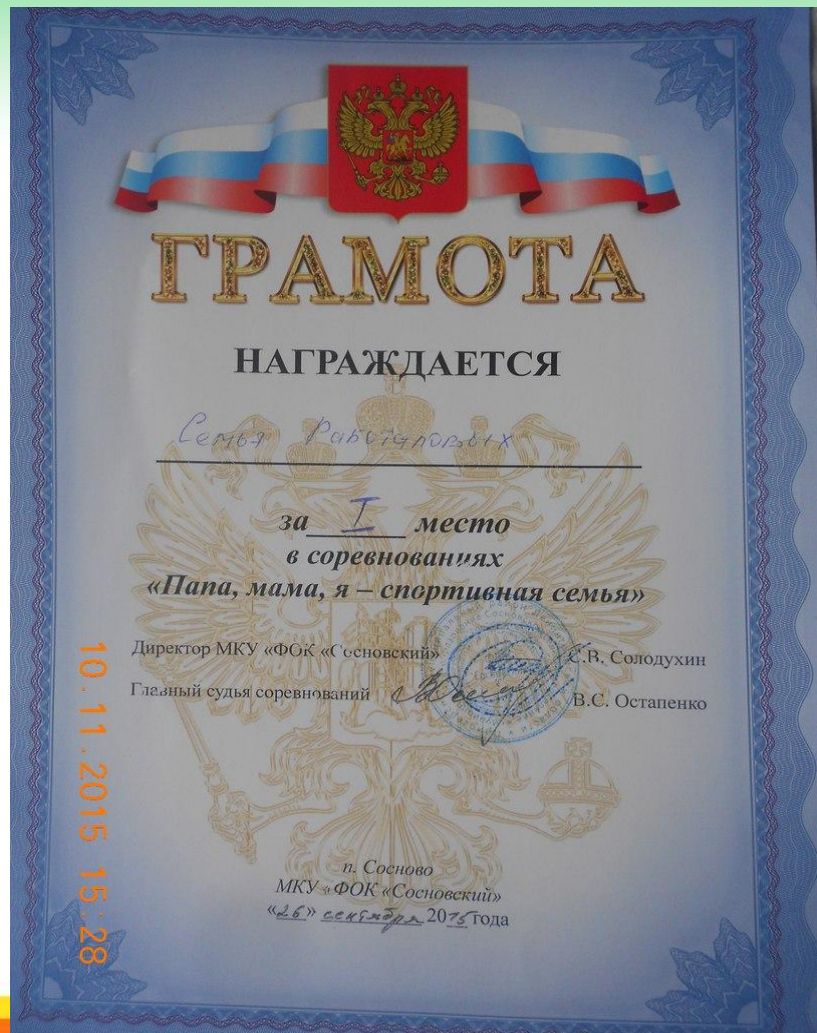 ГРАМОТА
НАГРАЖДАЕТСЯ
Семья Работаповых
за I место
в соревнованиях
«Папа, мама, я – спортивная семья»
Директор МКУ «ФОК «Сосновский» С.В. Солодухин
Главный судья соревнований В.С. Остапенко
п. Сосново
МКУ «ФОК «Сосновский»
«26» сентября 2015 года
10.11.2015 15:28